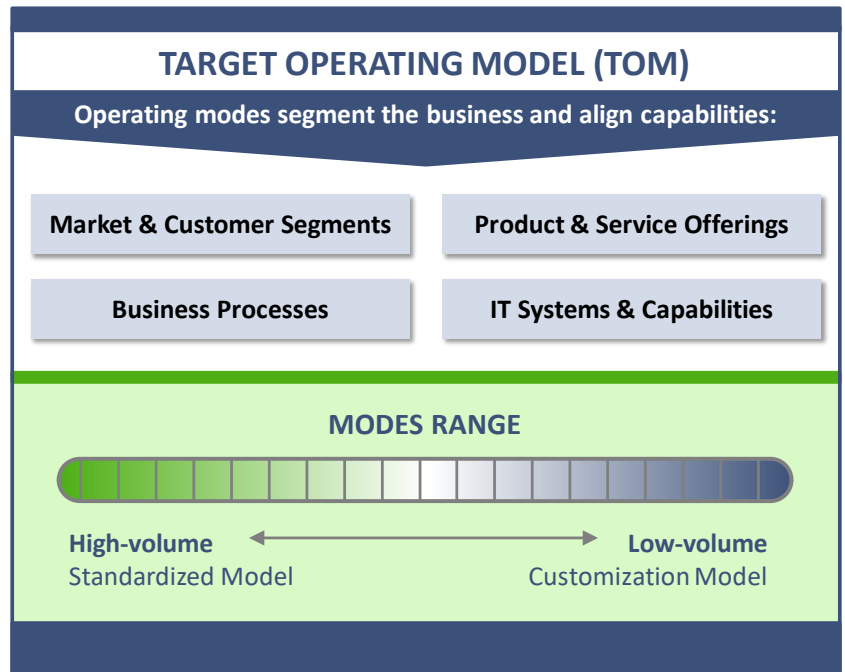 TARGET OPERATING MODEL (TOM)
Operating modes segment the business and align capabilities:
Market & Customer Segments
Product & Service Offerings
Business Processes
IT Systems & Capabilities
MODES RANGE
High-volume
Standardized Model
Low-volume
Customization Model